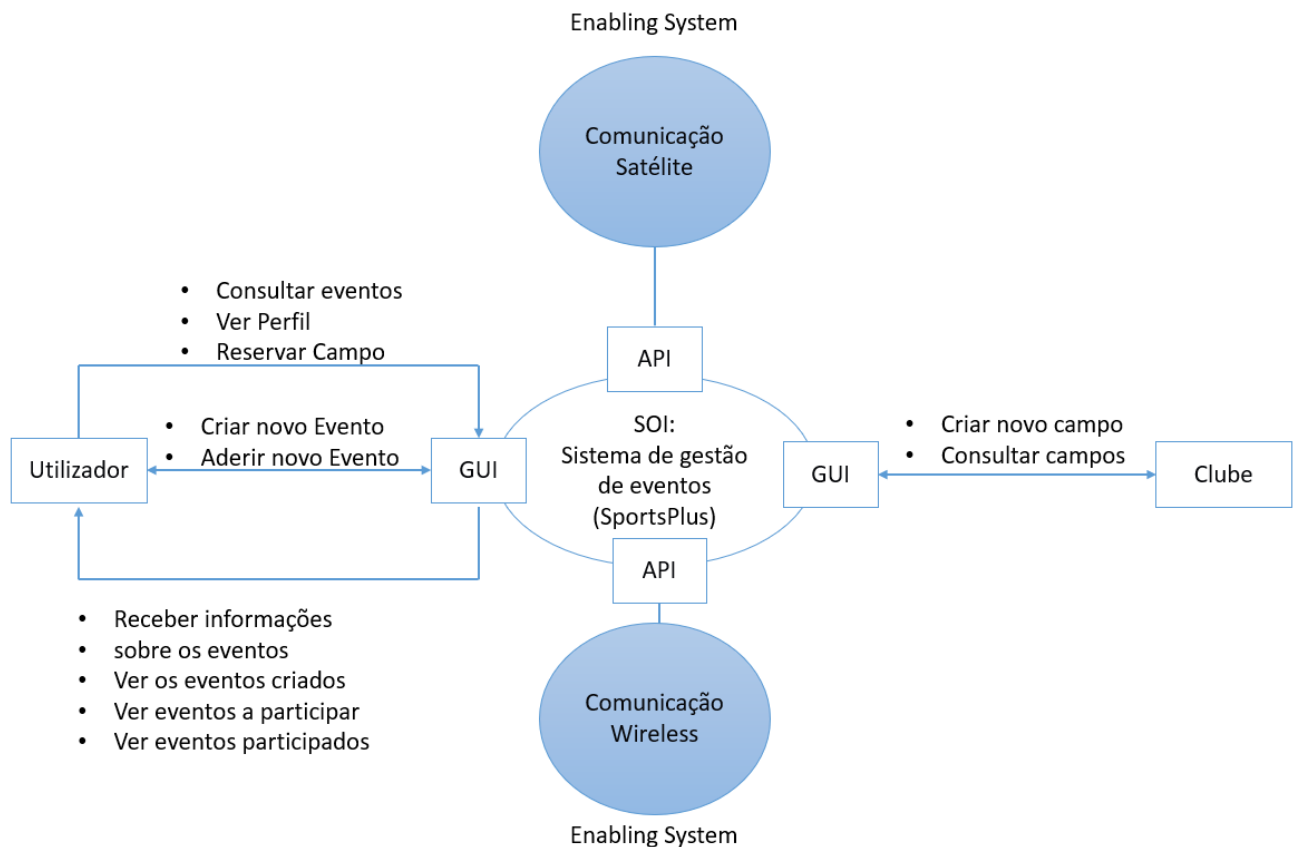 Enabling System
Comunicação
Satélite
• Consultar eventos
• Ver Perfil
• Reservar Campo
API
• Criar novo Evento
• Aderir novo Evento
Utilizador
GUI
SOI:
Sistema de gestão
de eventos
(SportsPlus)
GUI
• Criar novo campo
• Consultar campos
Clube
API
• Receber informações
• sobre os eventos
• Ver os eventos criados
• Ver eventos a participar
• Ver eventos participados
Comunicação
Wireless
Enabling System